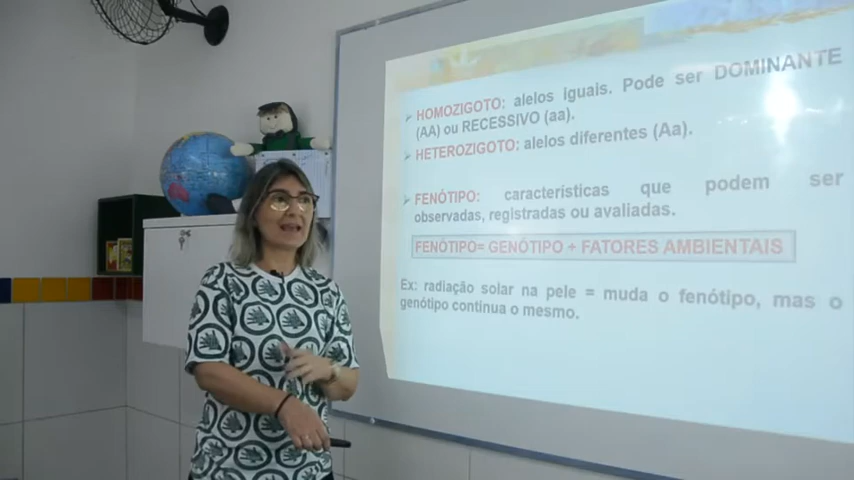 HOMOZIGOTO: alelos iguais. Pode ser DOMINANTE
(AA) ou RECESSIVO (aa).
HETEROZIGOTO: alelos diferentes (Aa).
FENÓTIPO: características que podem ser
observadas, registradas ou avaliadas.
FENÓTIPO= GENÓTIPO + FATORES AMBIENTAIS
Ex: radiação solar na pele = muda o fenótipo, mas o
genótipo continua o mesmo.